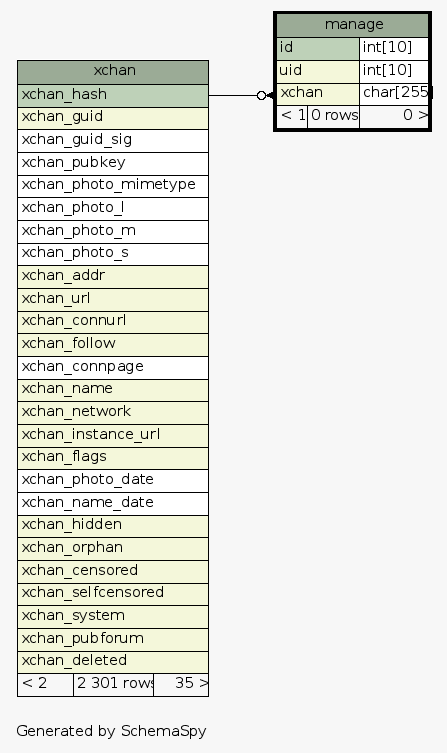 manage
id int[10]
uid int[10]
xchan char[255]
< 1 0 rows 0 >
xchan
xchan_hash
xchan_guid
xchan_guid_sig
xchan_pubkey
xchan_photo_mimetype
xchan_photo_l
xchan_photo_m
xchan_photo_s
xchan_addr
xchan_url
xchan_connurl
xchan_follow
xchan_connpage
xchan_name
xchan_network
xchan_instance_url
xchan_flags
xchan_photo_date
xchan_name_date
xchan_hidden
xchan_orphan
xchan_censored
xchan_selfcensored
xchan_system
xchan_pubforum
xchan_deleted
< 2 2 301 rows 35 >
Generated by SchemaSpy